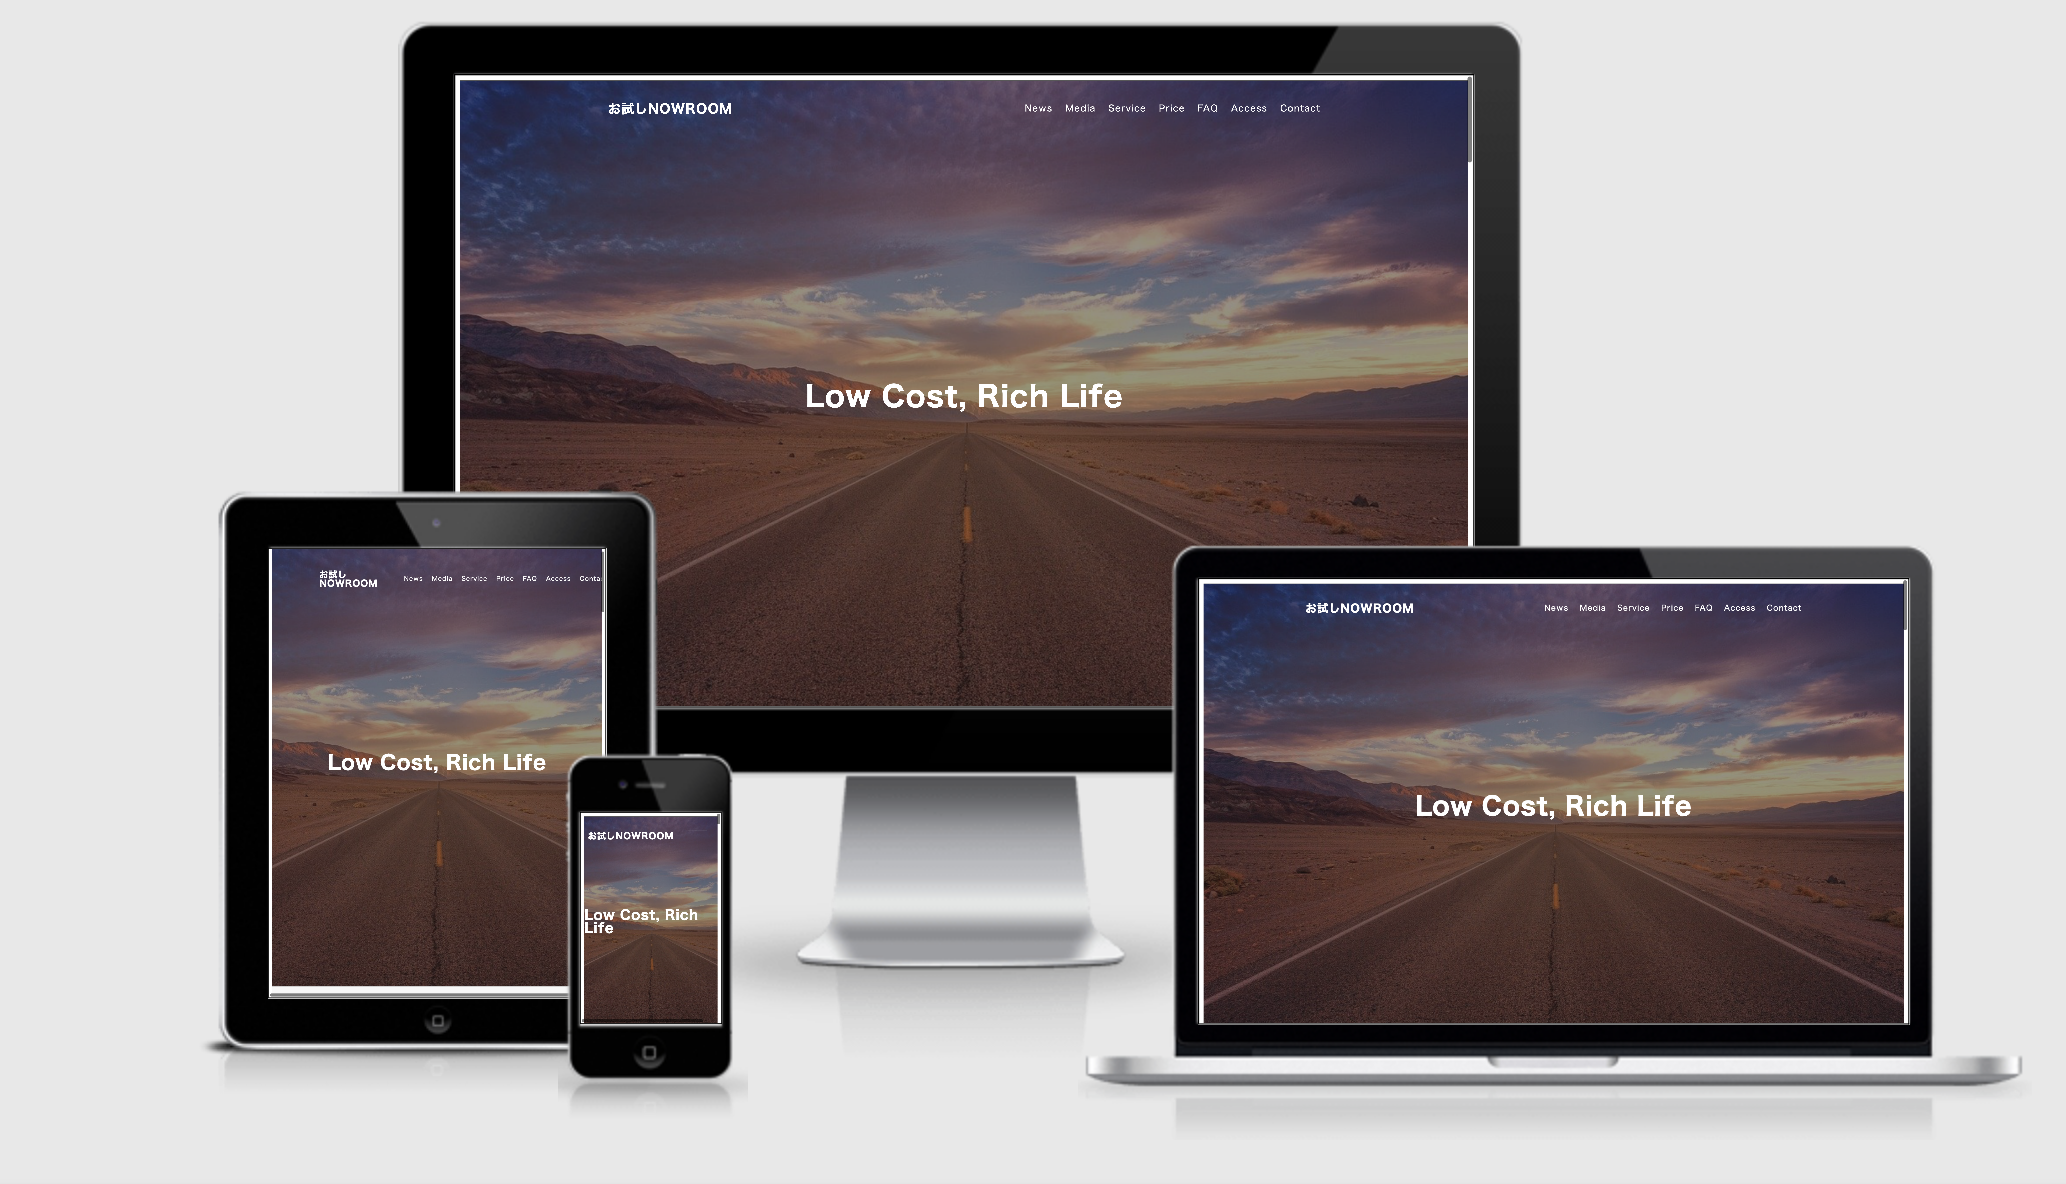 お試しNOWROOM
News Media Service Price FAQ Access Contact
Low Cost, Rich Life
お試し
NOWROOM
News Media Service Price FAQ Access Conta
Low Cost, Rich Life
お試しNOWROOM
Low Cost, Rich
Life
お試しNOWROOM
News Media Service Price FAQ Access Contact
Low Cost, Rich Life